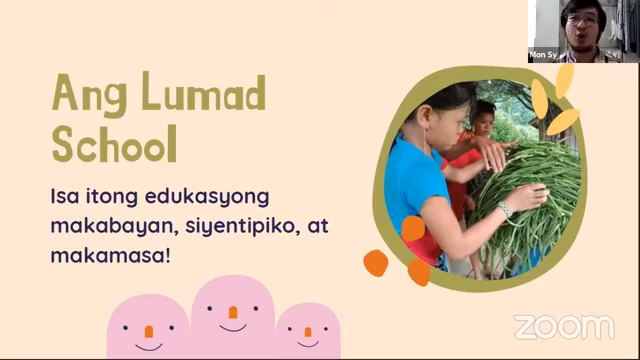 Mon Sy
Ang Lumad
School
Isa itong edukasyong
makabayan, siyentipiko, at
makamasa!
zoom